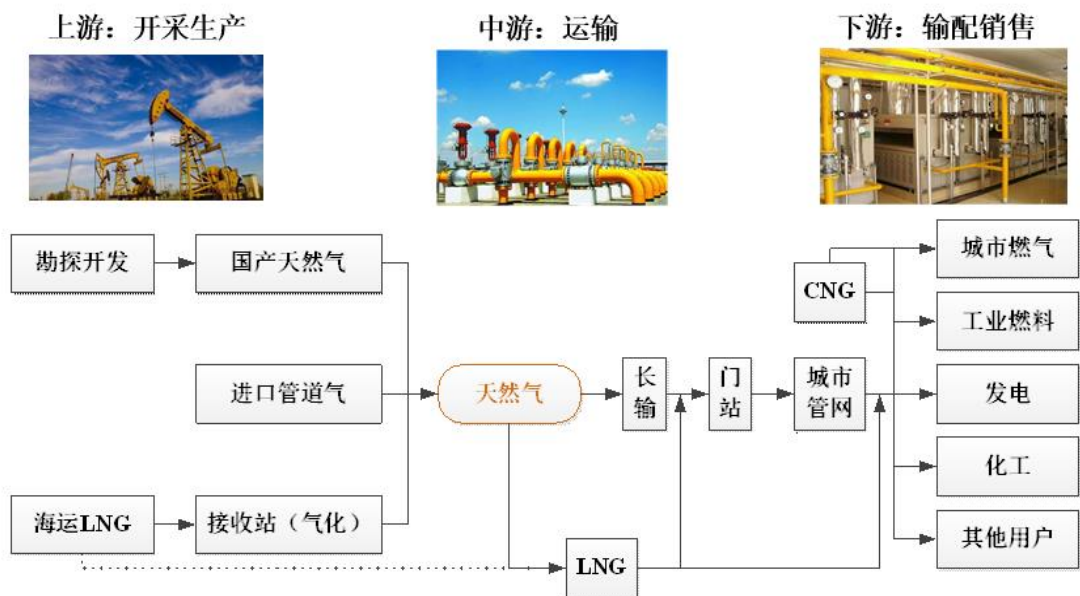 上游：开采生产
中游：运输
下游：输配销售
勘探开发
国产天然气
CNG
城市燃气
工业燃料
进口管道气
天然气
长
输
门
站
城市
管网
发电
化工
海运LNG
接收站（气化）
LNG
其他用户